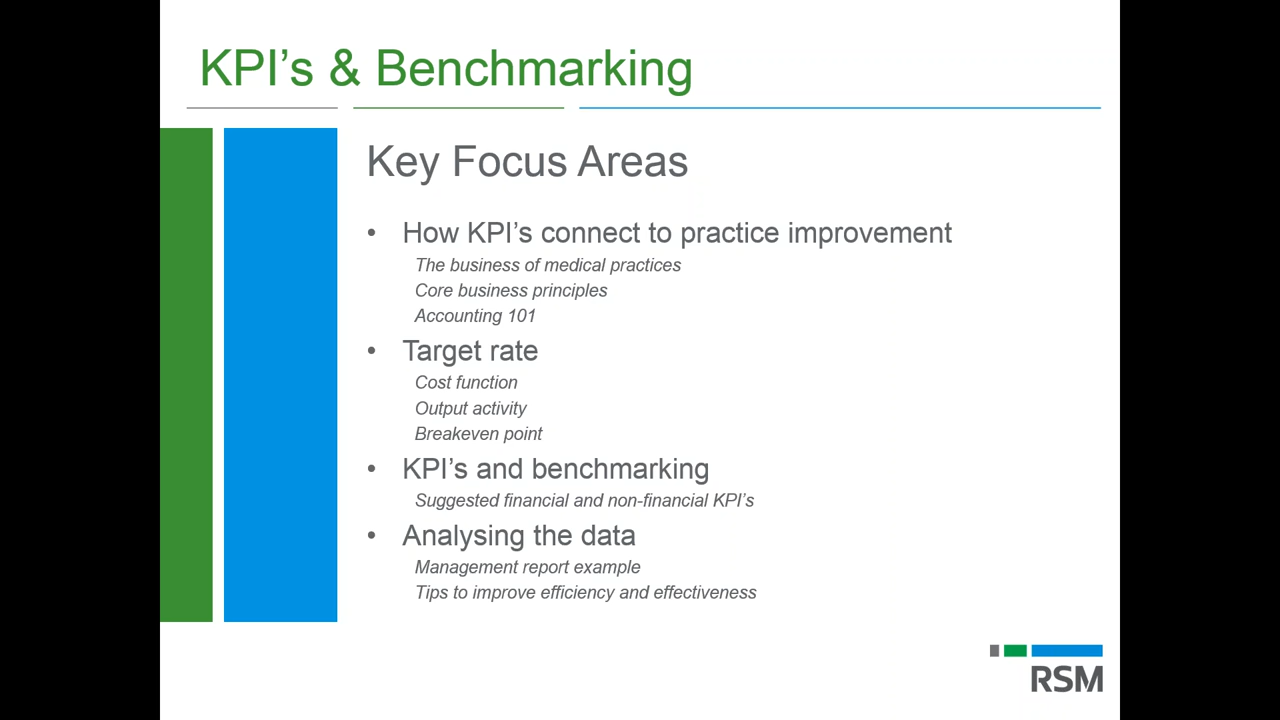 KPI’s & Benchmarking
Key Focus Areas
• How KPI’s connect to practice improvement
The business of medical practices
Core business principles
Accounting 101
• Target rate
Cost function
Output activity
Breakeven point
• KPI’s and benchmarking
Suggested financial and non-financial KPI’s
• Analysing the data
Management report example
Tips to improve efficiency and effectiveness
RSM